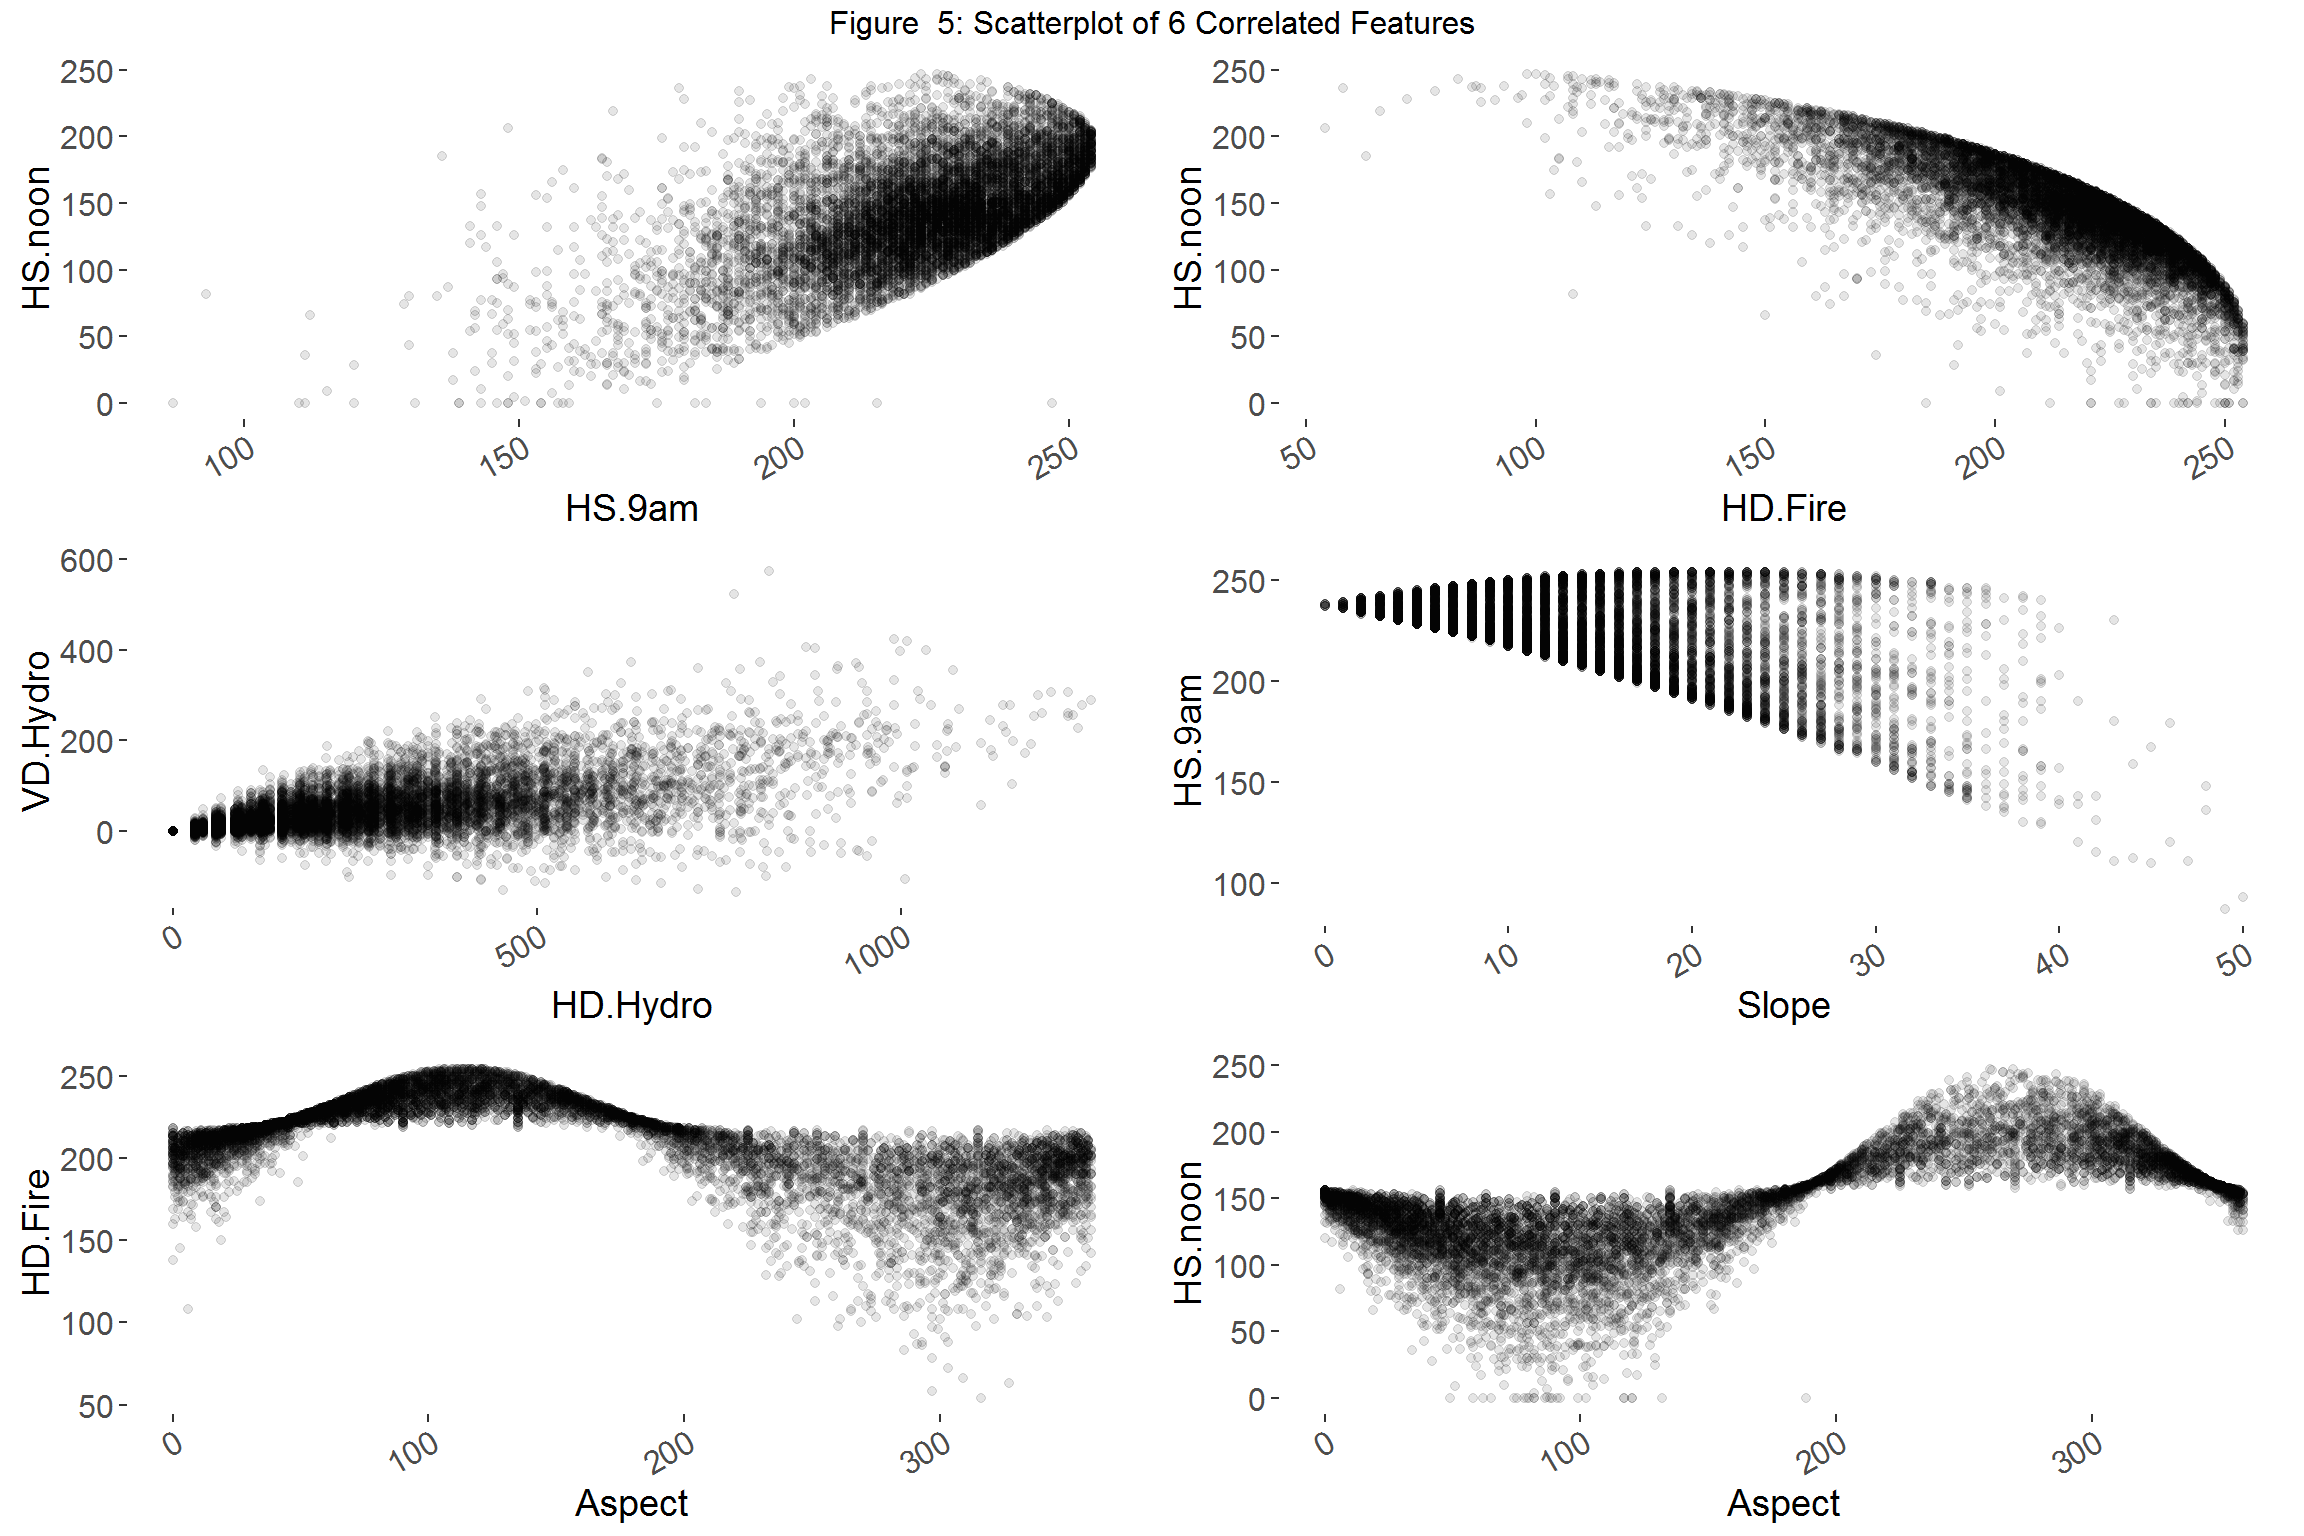 Figure  5: Scatterplot of 6 Correlated Features
HS.noon
250
200
150
100
50
0
100 150 200 250
HS.9am
HS.noon
250
200
150
100
50
0
50 100 150 200 250
HD.Fire
VD.Hydro
600
400
200
0
0 500 1000
HD.Hydro
HS.9am
250
200
150
100
0 10 20 30 40 50
Slope
HD.Fire
250
200
150
100
50
0 100 200 300
Aspect
HS.noon
250
200
150
100
50
0
0 100 200 300
Aspect